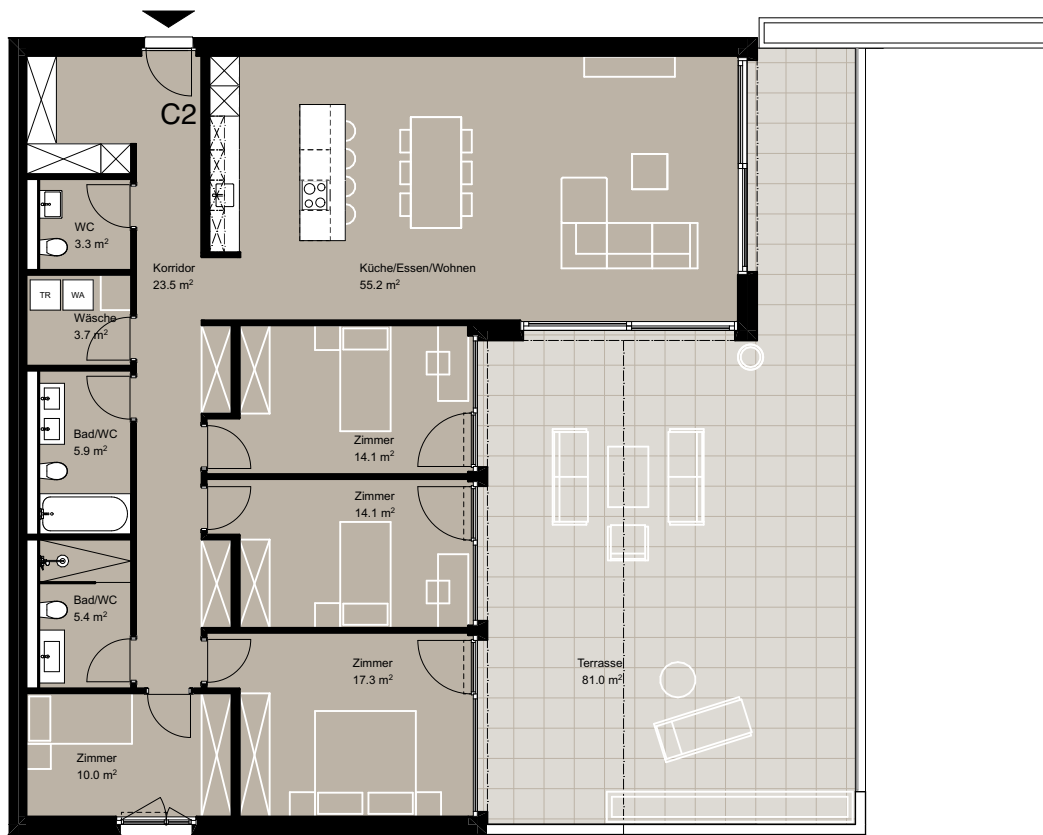 C2
WC
3.3 m²
Korridor
23.5 m²
Küche/Essen/Wohnen
55.2 m²
TR
WA
Wäsche
3.7 m²
Bad/WC
5.9 m²
Zimmer
14.1 m²
Zimmer
14.1 m²
Bad/WC
5.4 m²
Zimmer
17.3 m²
Terrasse
81.0 m²
Zimmer
10.0 m²